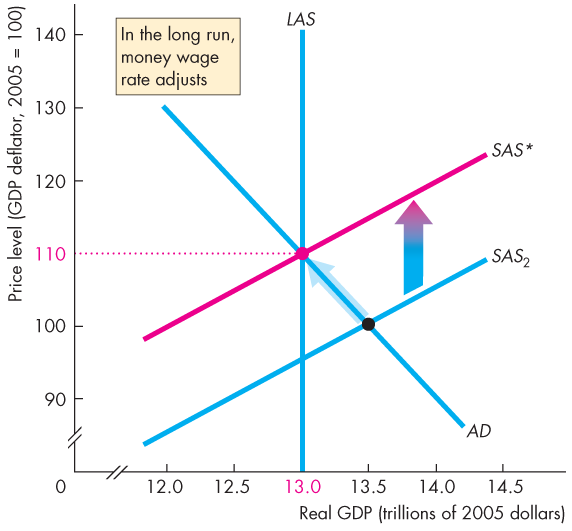 Price level (GDP deflator, 2005 = 100)
140
130
120
110
100
90
0
In the long run,
money wage
rate adjusts
LAS
SAS*
SAS2
AD
12.0 12.5 13.0 13.5 14.0 14.5
Real GDP (trillions of 2005 dollars)